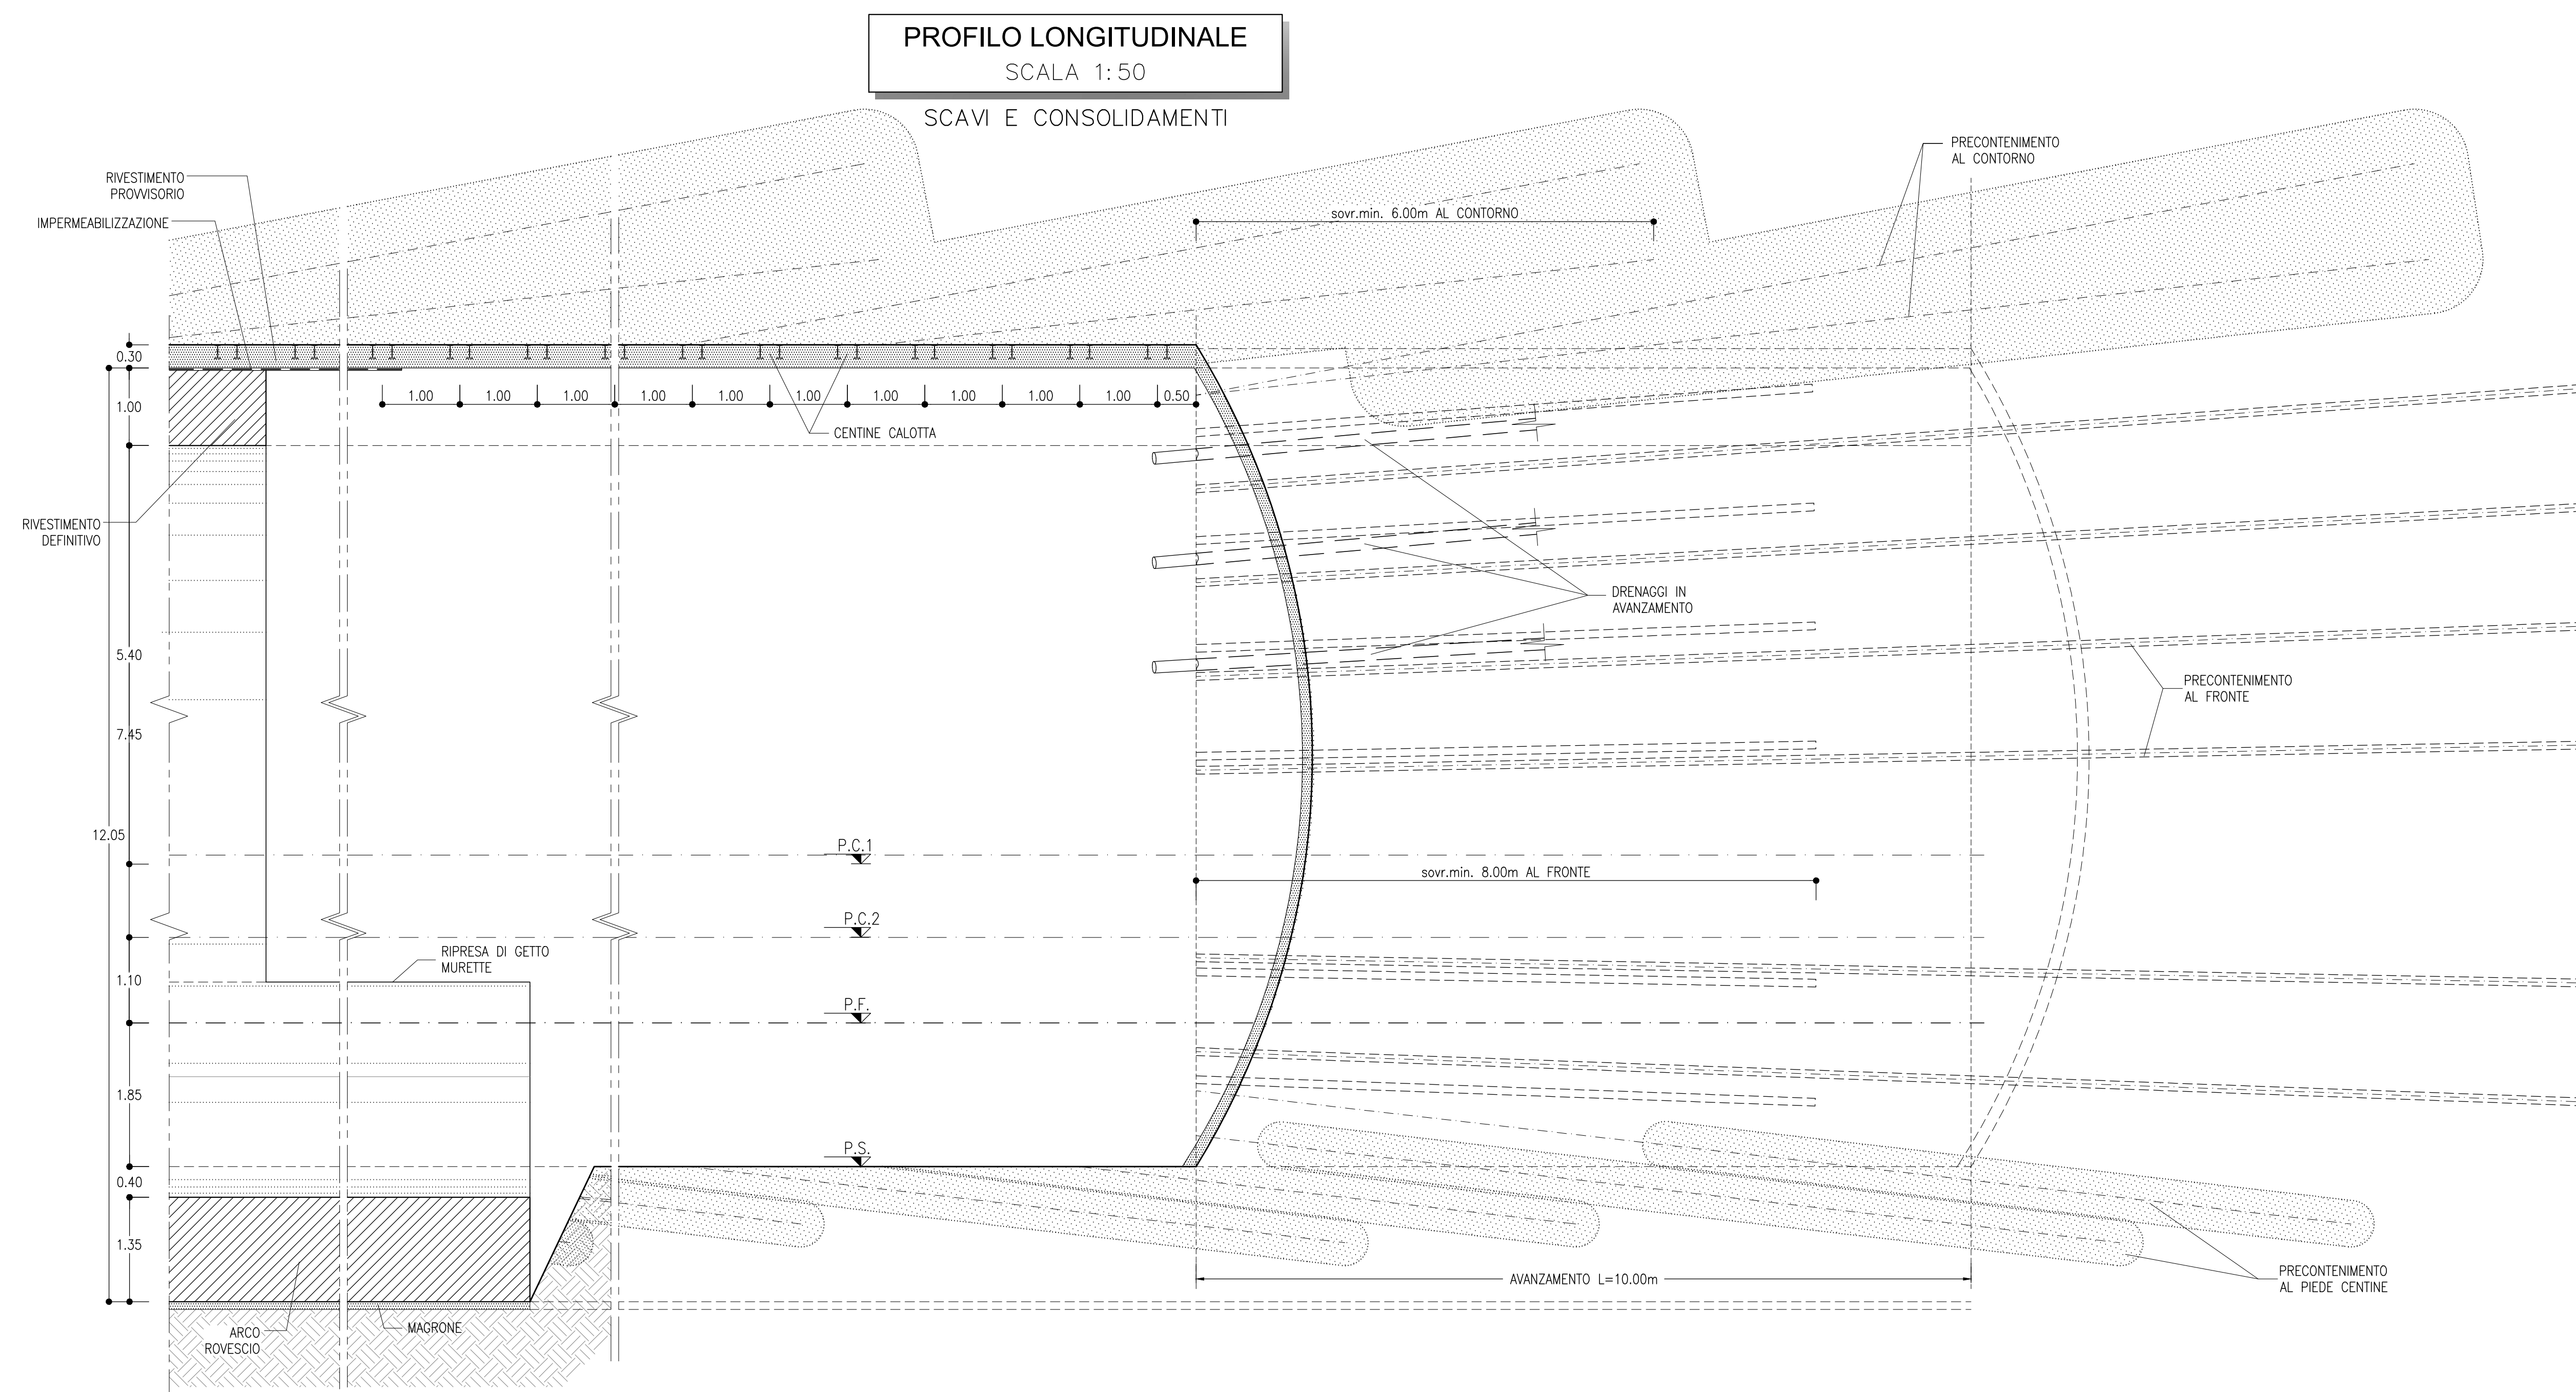 PROFILO LONGITUDINALE
SCALA 1:50
SCAVI E CONSOLIDAMENTI
PRECONTENIMENTO
AL CONTORNO
RIVESTIMENTO
PROVVISORIO
IMPERMEABILIZZAZIONE
sovr.min. 6.00m AL CONTORNO
0.30
1.00
1.00
1.00
1.00
1.00
1.00
1.00
1.00
1.00
1.00
1.00
0.50
CENTINE CALOTTA
RIVESTIMENTO
DEFINITIVO
DRENAGGI IN
AVANZAMENTO
5.40
PRECONTENIMENTO
AL FRONTE
7.45
12.05
P.C.1
sovr.min. 8.00m AL FRONTE
P.C.2
RIPRESA DI GETTO
MURETTE
1.10
P.F.
1.85
P.S.
0.40
1.35
AVANZAMENTO L=10.00m
PRECONTENIMENTO
AL PIEDE CENTINE
ARCO
ROVESCIO
MAGRONE